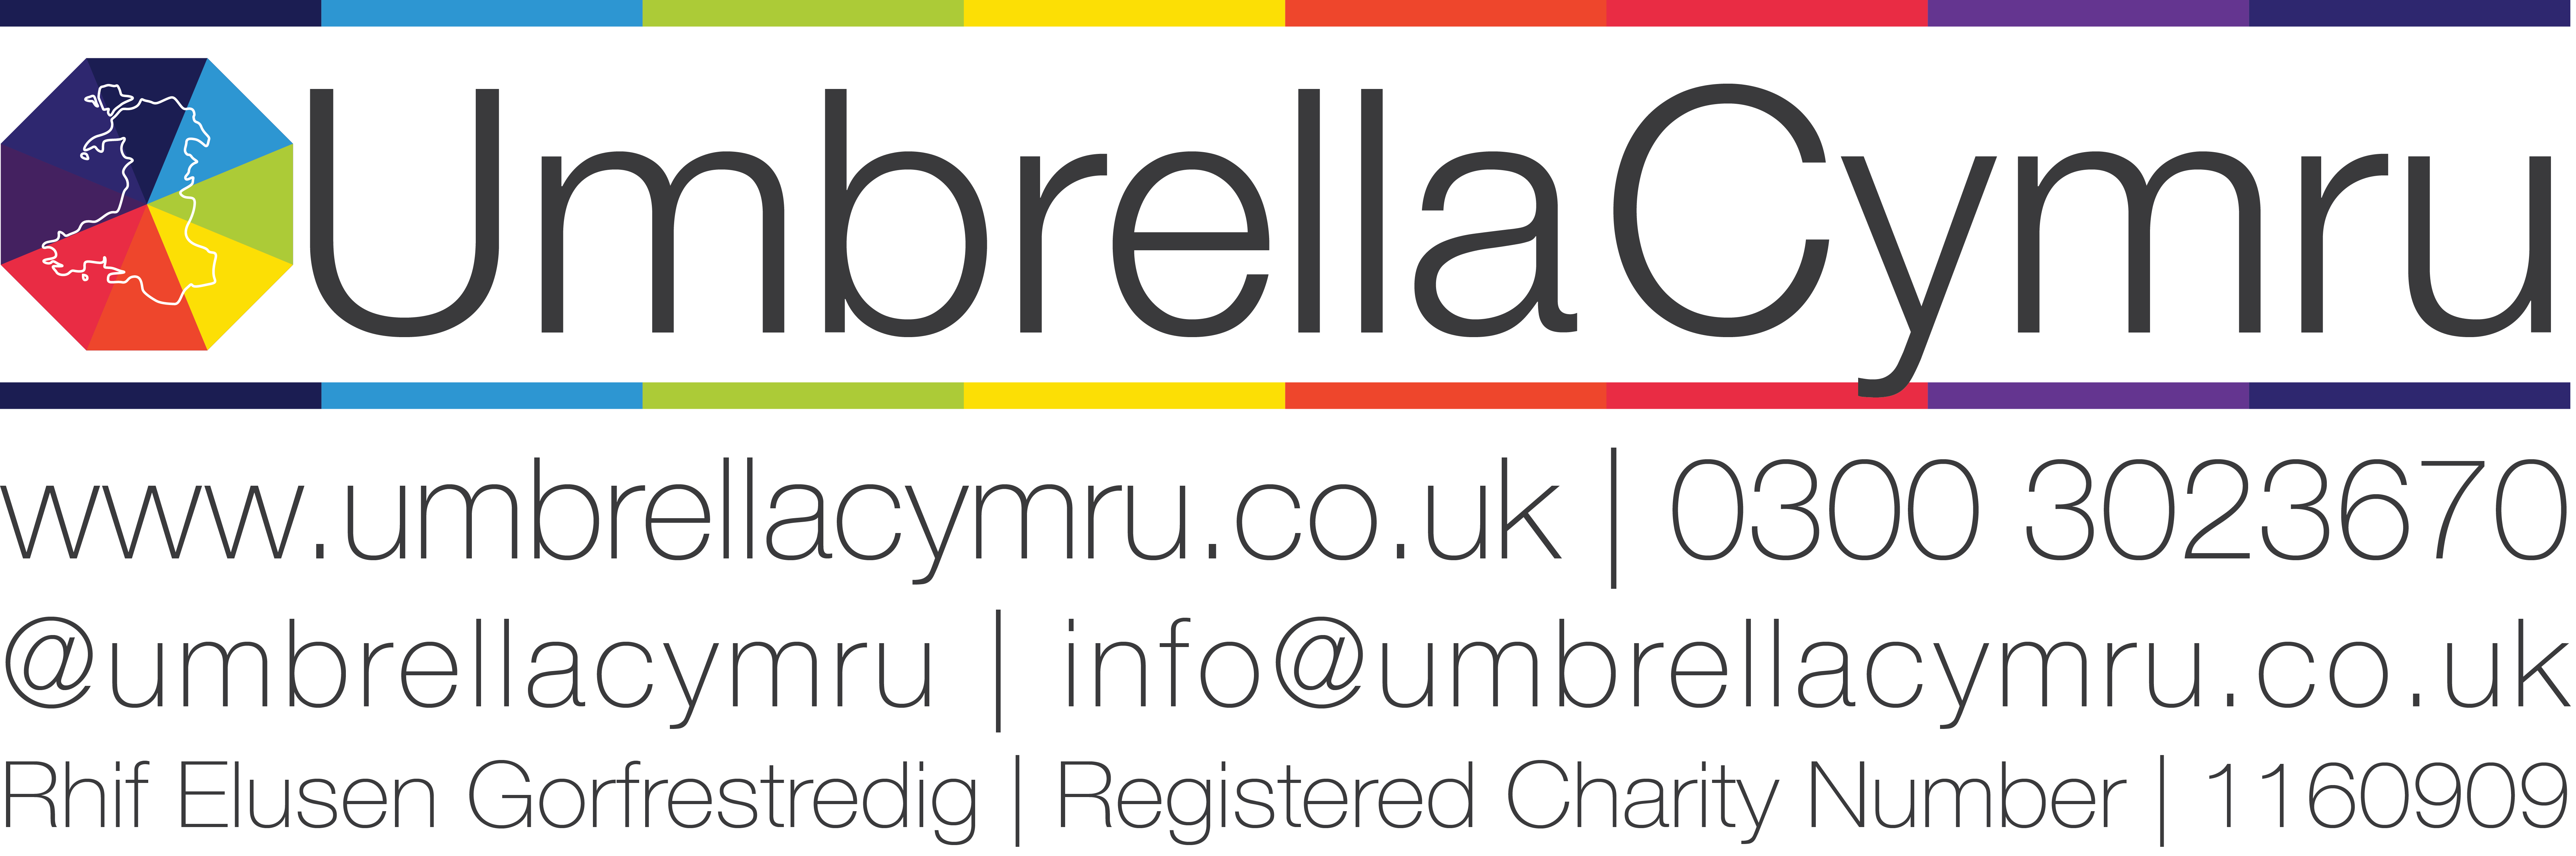 UmbrellaCymru
www.umbrellacymru.co.uk | 0300 3023670
@umbrellacymru | info@umbrellacymru.co.uk
Rhif Elusen Gorfrestredig | Registered Charity Number | 1160909